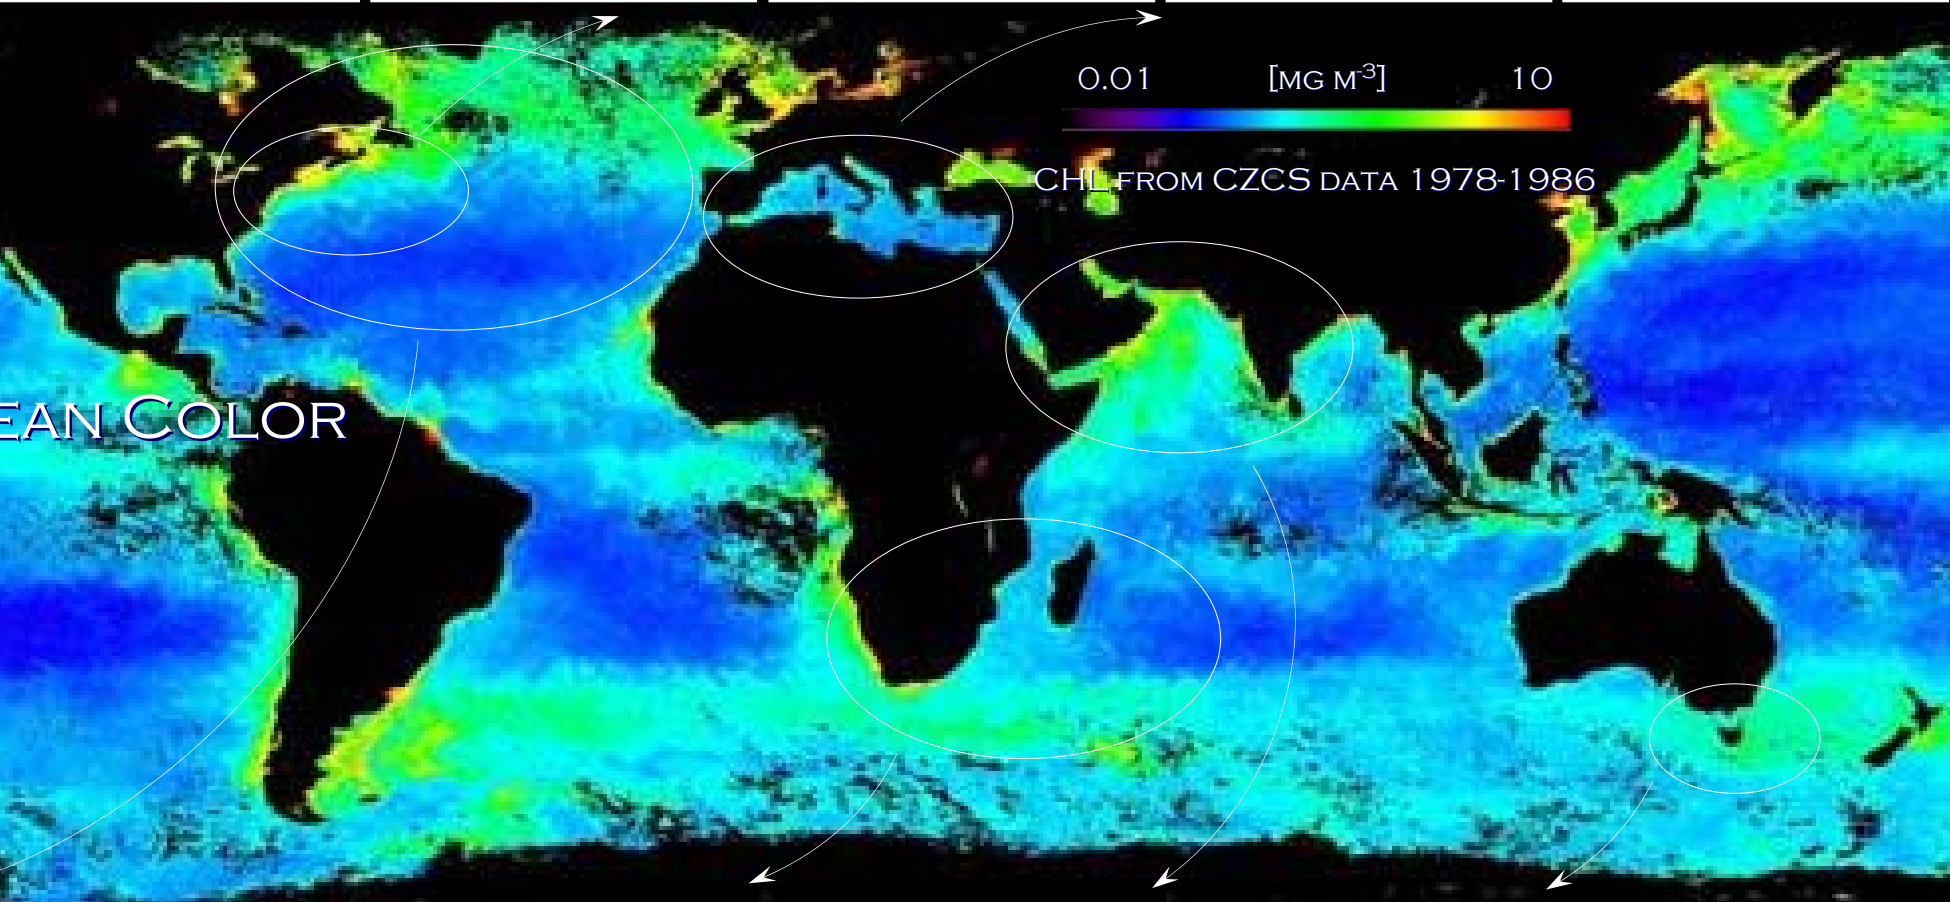 0.01 [MG M-3] 10
CHL FROM CZCS DATA 1978-1986
EAN COLOR